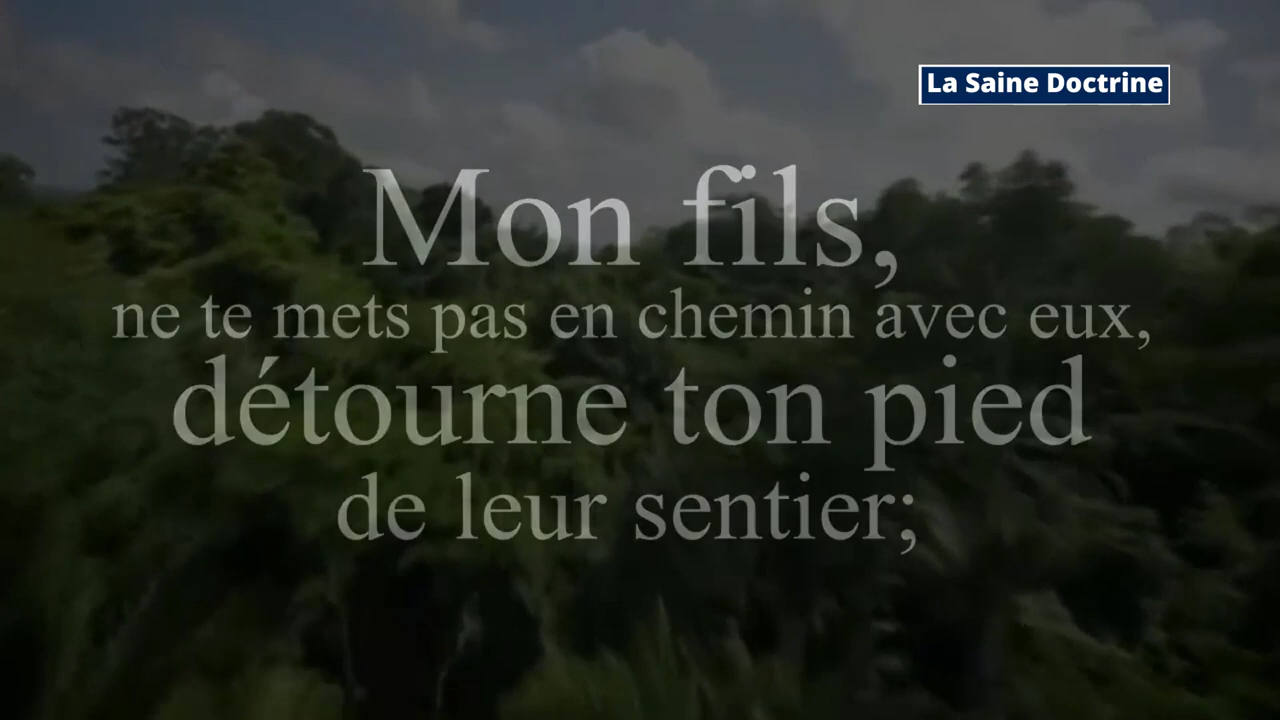 La Saine Doctrine
Mon fils,
ne te mets pas en chemin avec eux,
détourne ton pied
de leur sentier;